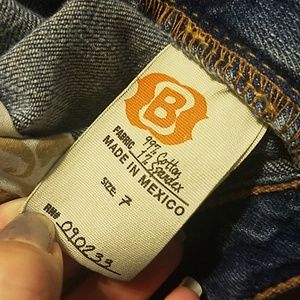 B
FABRIC 99% Cotton
1% Spandex
MADE IN MEXICO
SIZE: 7
RN# 090233